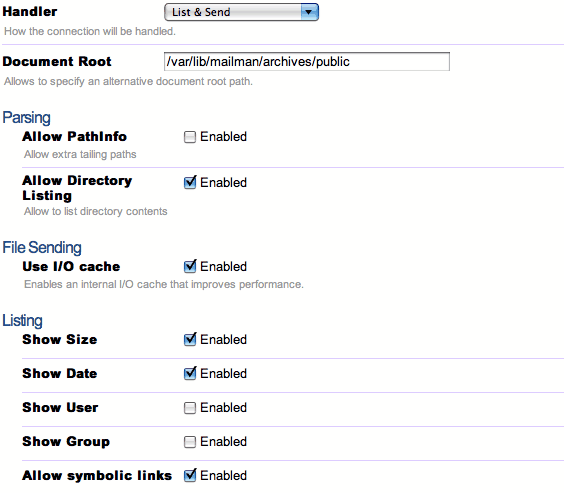 Handler List & Send
How the connection will be handled.
Document Root /var/lib/mailman/archives/public
Allows to specify an alternative document root path.
Parsing
Allow PathInfo Enabled
Allow extra tailing paths
Allow Directory Enabled
Listing
Allow to list directory contents
File Sending
Use I/O cache Enabled
Enables an internal I/O cache that improves performance.
Listing
Show Size Enabled
Show Date Enabled
Show User Enabled
Show Group Enabled
Allow symbolic links Enabled